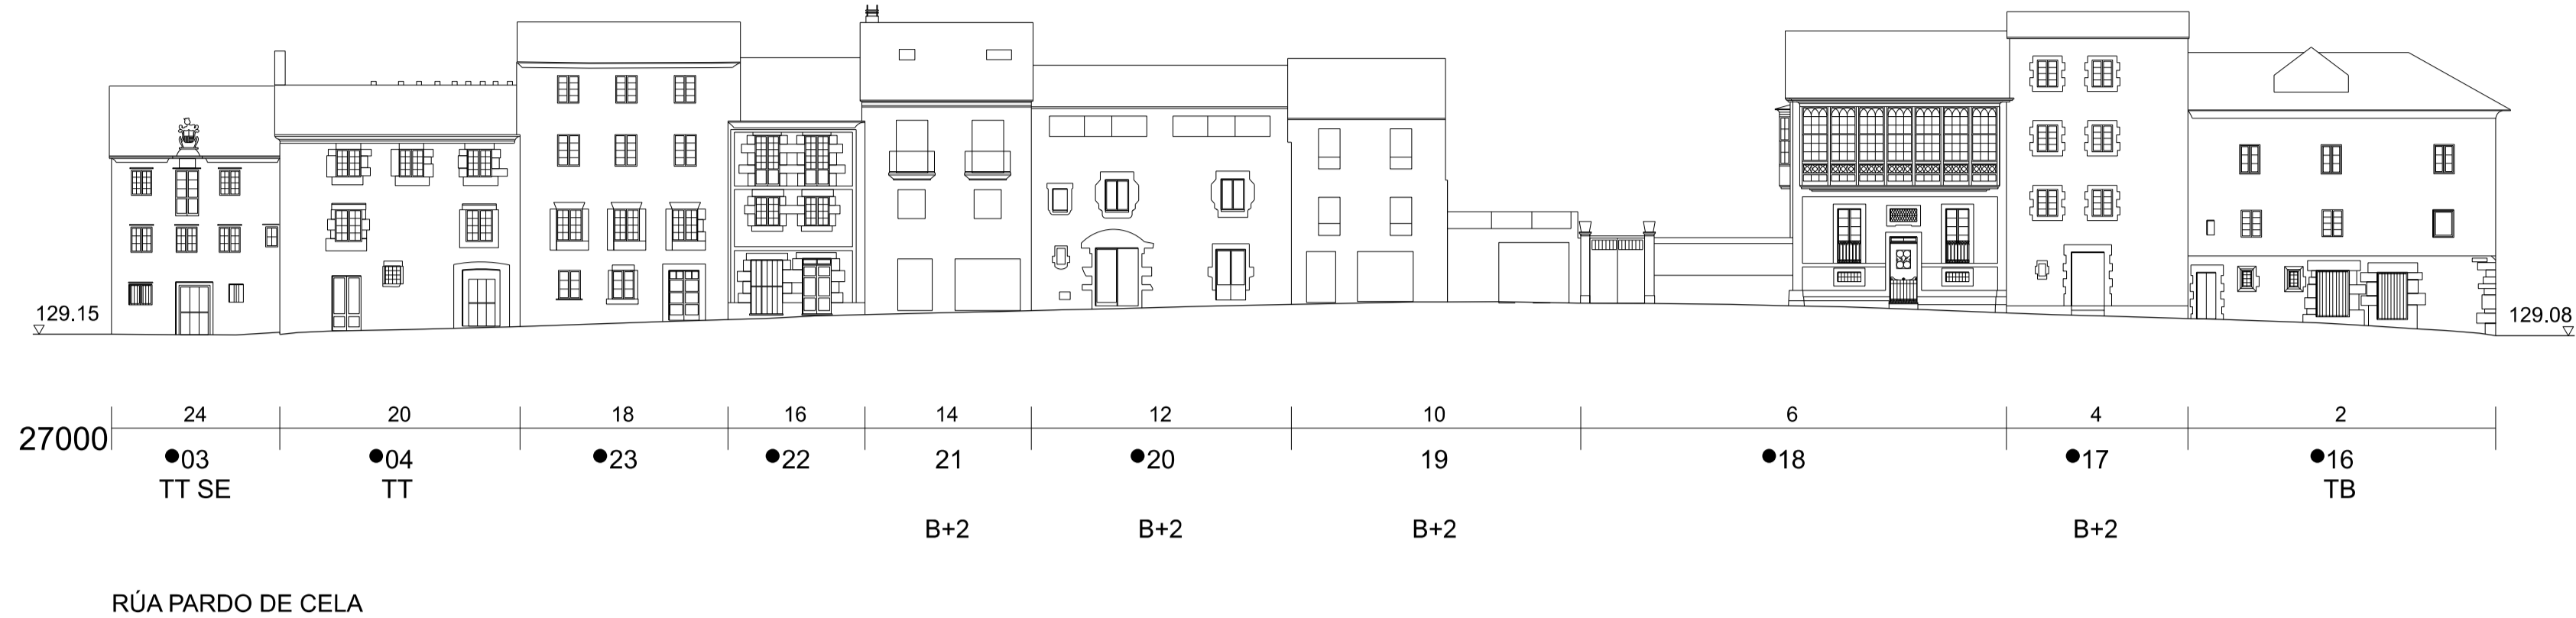 129.15
129.08
24 20 18 16 14 12 10 6 4 2
27000
●03 ●04 ●23 ●22 21 ●20 19 ●18 ●17 ●16
TT SE TT TB
B+2 B+2 B+2 B+2
RÚA PARDO DE CELA